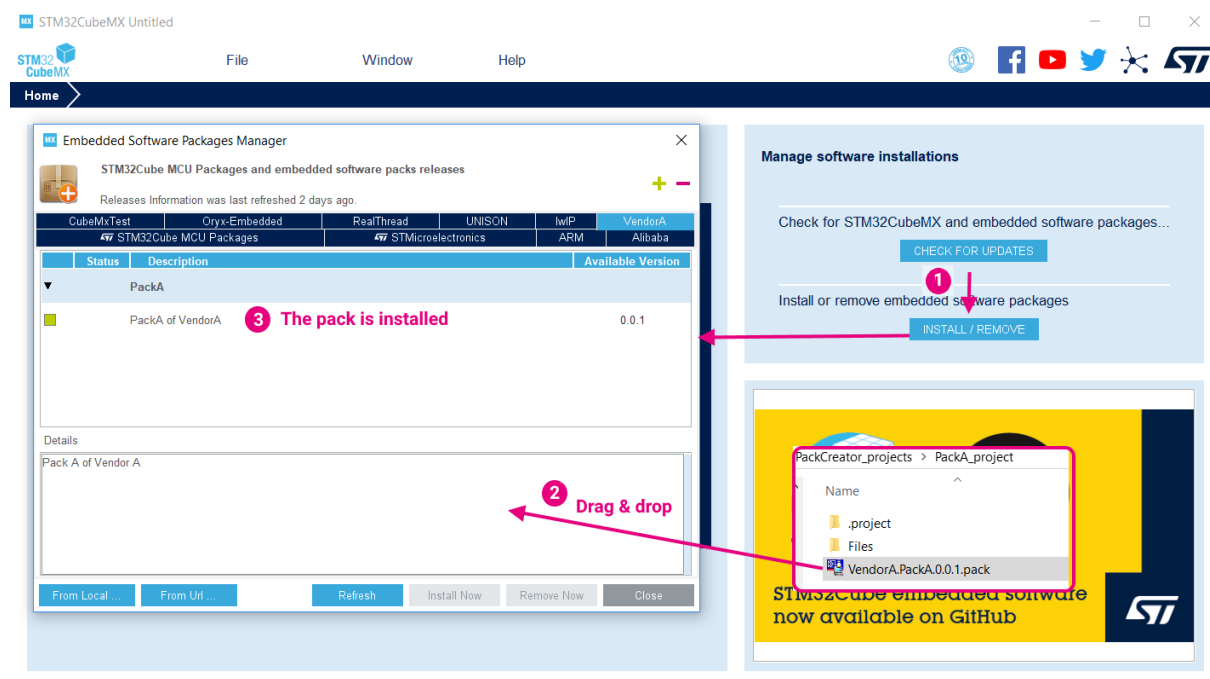 MX STM32CubeMX Untitled
STM32
CubeMX
File
Window
Help
10
Home
MX Embedded Software Packages Manager
STM32Cube MCU Packages and embedded software packs releases
Releases Information was last refreshed 2 days ago.
CubeMxTest
Oryx-Embedded
RealThread
UNISON
lwIP
VendorA
STM32Cube MCU Packages
STMicroelectronics
ARM
Alibaba
Status
Description
Available Version
PackA
PackA of VendorA
3 The pack is installed
0.0.1
Details
Pack A of Vendor A
2 Drag & drop
From Local ...
From Url ...
Refresh
Install Now
Remove Now
Close
Manage software installations
Check for STM32CubeMX and embedded software packages...
CHECK FOR UPDATES
1
Install or remove embedded software packages
INSTALL / REMOVE
PackCreator_projects > PackA_project
Name
.project
Files
VendorA.PackA.0.0.1.pack
STM32Cube embedded software
now available on GitHub